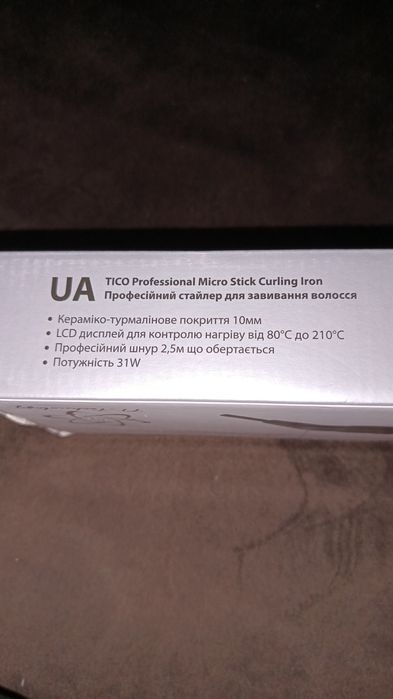 UA
TICO Professional Micro Stick Curling Iron
Професійний стайлер для завивання волосся
• Кераміко-турмалінове покриття 10мм
• LCD дисплей для контролю нагріву від 80°C до 210°C
• Професійний шнур 2,5м що обертається
• Потужність 31W